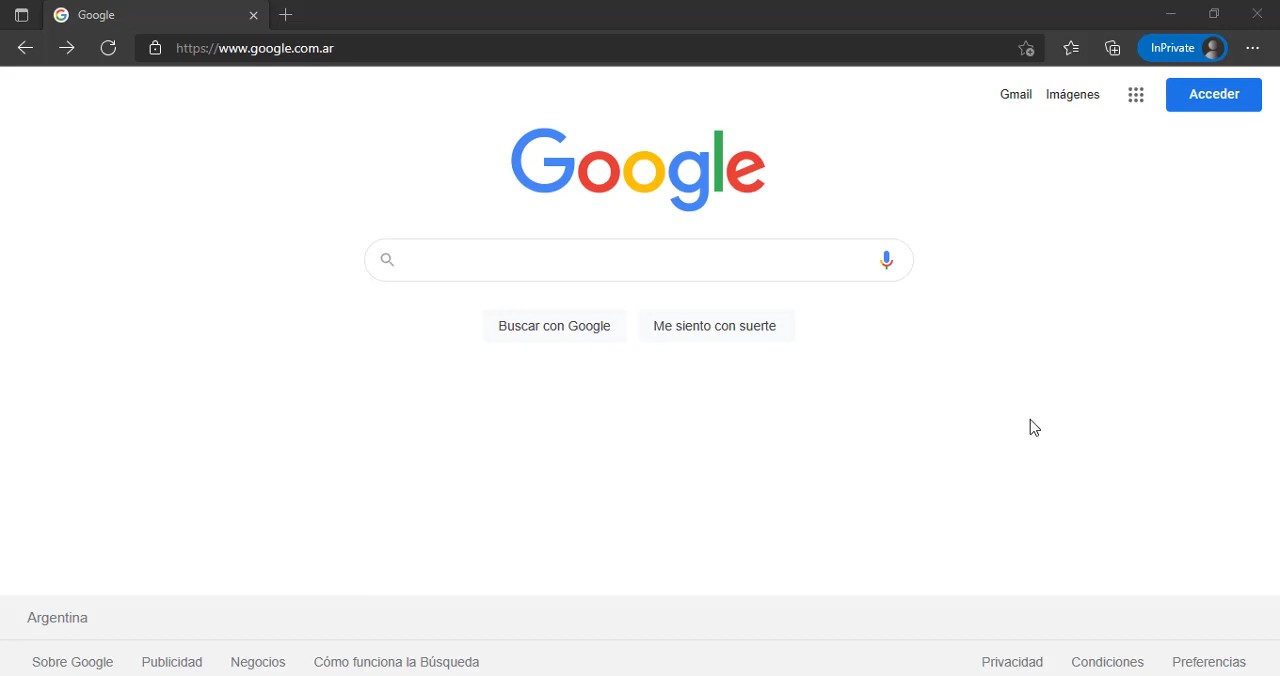 Google
https://www.google.com.ar
InPrivate
Gmail Imágenes Acceder
Google
Buscar con Google Me siento con suerte
Argentina
Sobre Google Publicidad Negocios Cómo funciona la Búsqueda Privacidad Condiciones Preferencias